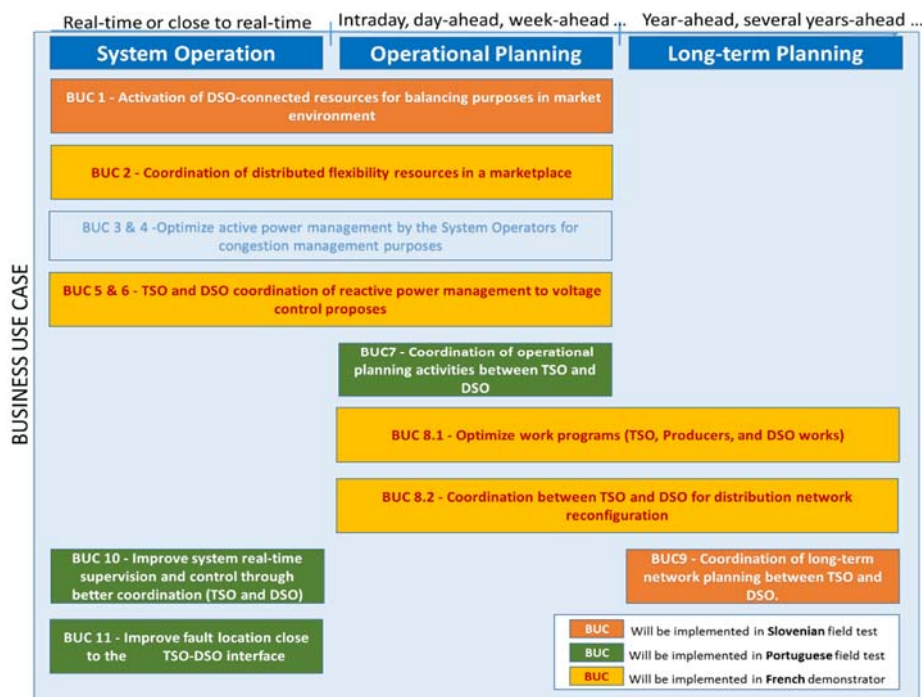 Real-time or close to real-time
Intraday, day-ahead, week-ahead ...
Year-ahead, several years-ahead ...
System Operation
Operational Planning
Long-term Planning
BUSINESS USE CASE
BUC 1 - Activation of DSO-connected resources for balancing purposes in market
environment
BUC 2 - Coordination of distributed flexibility resources in a marketplace
BUC 3 & 4 -Optimize active power management by the System Operators for
congestion management purposes
BUC 5 & 6 - TSO and DSO coordination of reactive power management to voltage
control proposes
BUC7 - Coordination of operational
planning activities between TSO and
DSO
BUC 8.1 - Optimize work programs (TSO, Producers, and DSO works)
BUC 8.2 - Coordination between TSO and DSO for distribution network
reconfiguration
BUC 10 - Improve system real-time
supervision and control through
better coordination (TSO and DSO)
BUC9 - Coordination of long-term
network planning between TSO and
DSO.
BUC 11 - Improve fault location close
to the TSO-DSO interface
BUC Will be implemented in Slovenian field test
BUC Will be implemented in Portuguese field test
BUC Will be implemented in French demonstrator